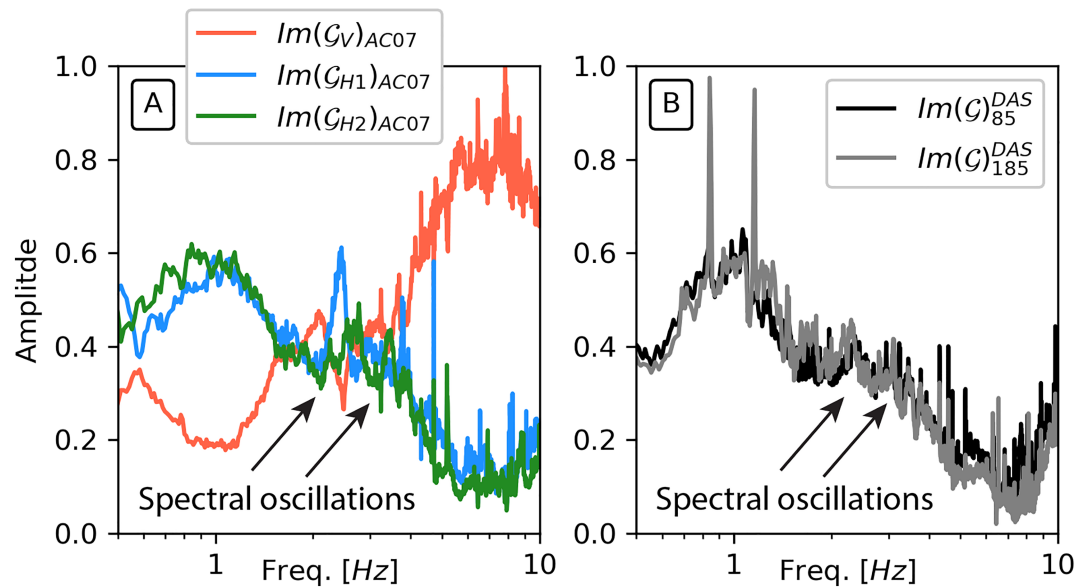 Im(𝒢V)AC07
Im(𝒢H1)AC07
Im(𝒢H2)AC07
A
Amplitde
1.0
0.8
0.6
0.4
0.2
0.0
Spectral oscillations
1
10
Freq. [Hz]
B
Im(𝒢)85DAS
Im(𝒢)185DAS
1.0
0.8
0.6
0.4
0.2
0.0
Spectral oscillations
1
10
Freq. [Hz]